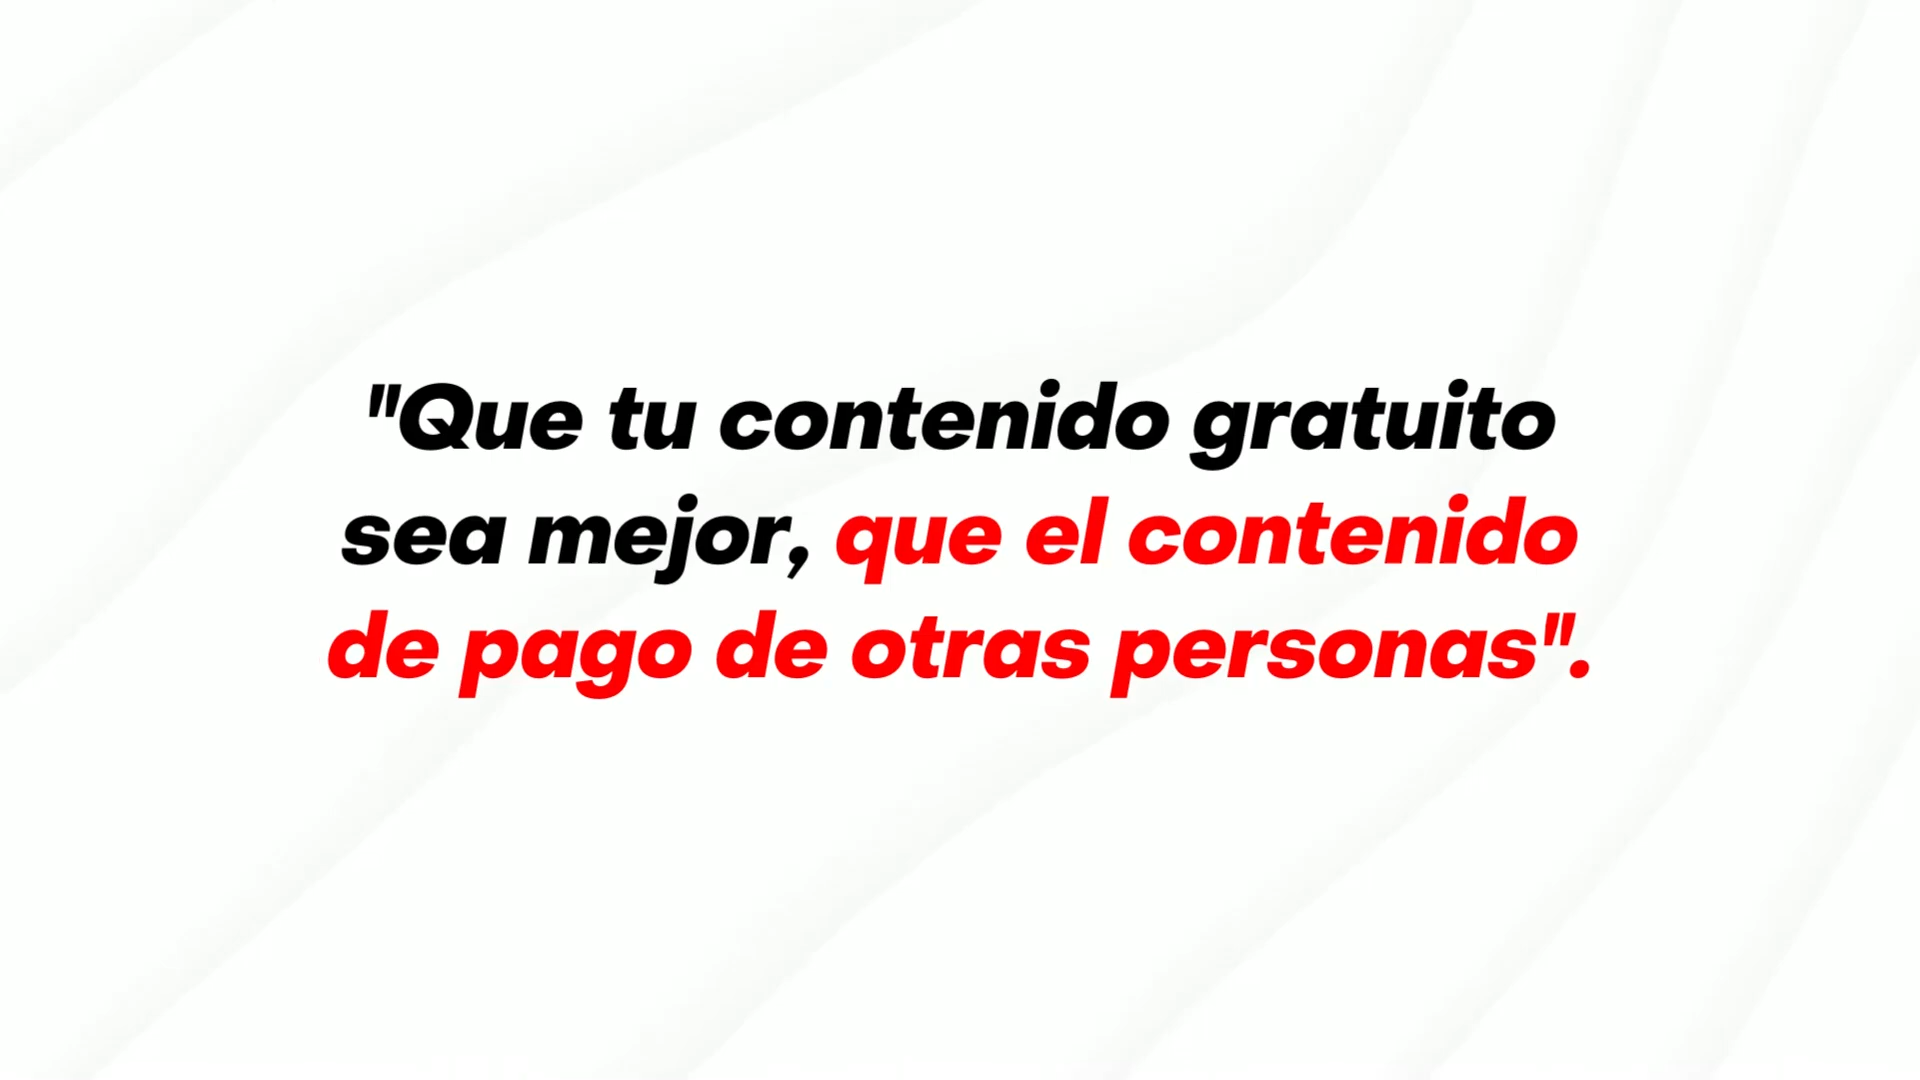 "Que tu contenido gratuito
sea mejor, que el contenido
de pago de otras personas".